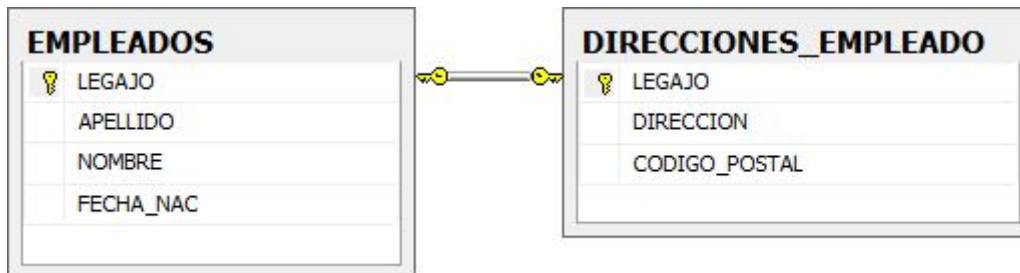 EMPLEADOS
LEGAJO
APELLIDO
NOMBRE
FECHA_NAC
DIRECCIONES_EMPLEADO
LEGAJO
DIRECCION
CODIGO_POSTAL